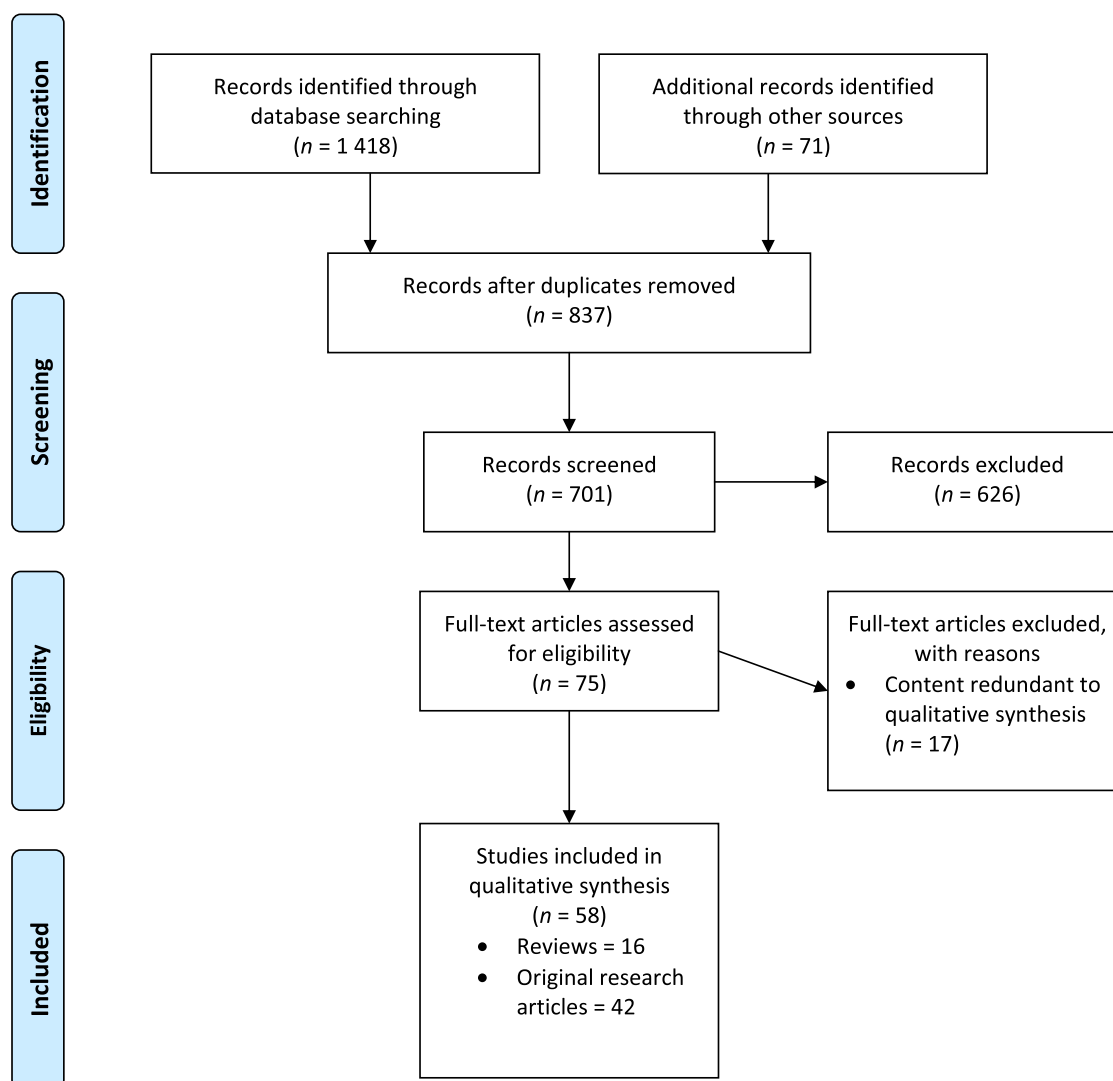 Identification
Records identified through
database searching
(n = 1 418)
Additional records identified
through other sources
(n = 71)
Records after duplicates removed
(n = 837)
Screening
Records screened
(n = 701)
Records excluded
(n = 626)
Eligibility
Full-text articles assessed
for eligibility
(n = 75)
Full-text articles excluded,
with reasons
• Content redundant to
qualitative synthesis
(n = 17)
Included
Studies included in
qualitative synthesis
(n = 58)
• Reviews = 16
• Original research
articles = 42